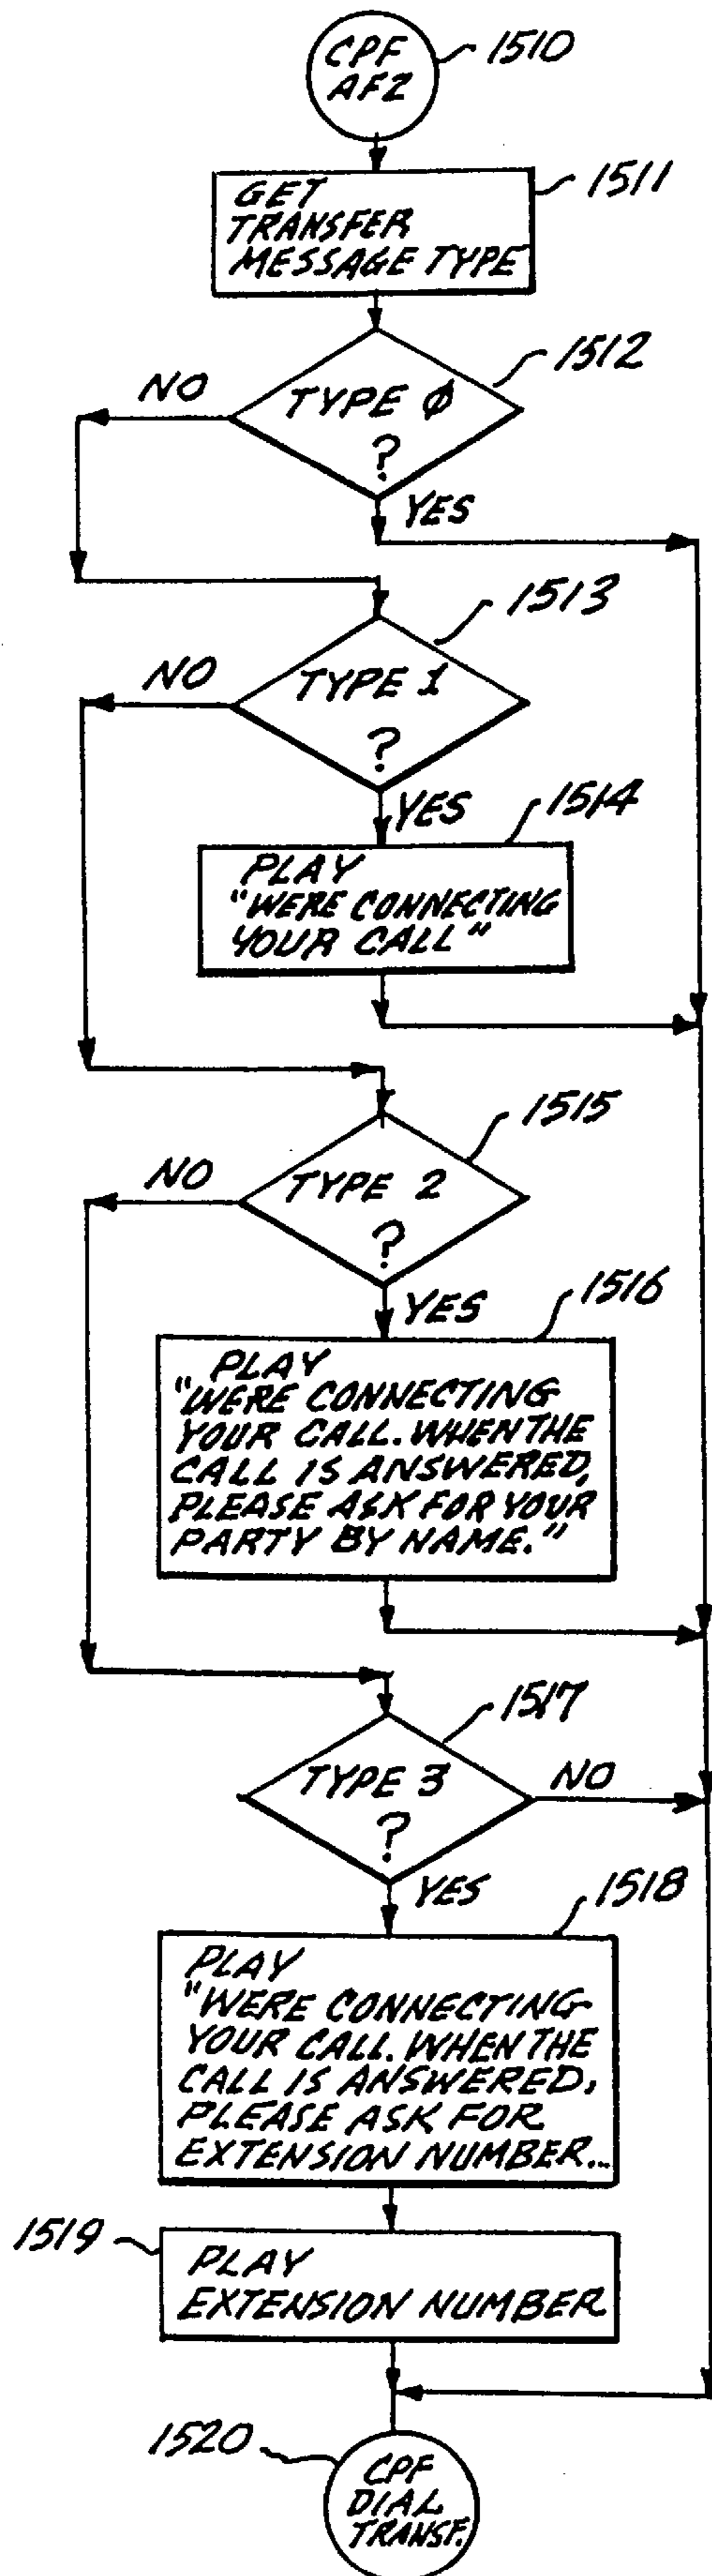 CPF
AF2
1510
1511
GET
TRANSFER
MESSAGE TYPE
1512
NO
TYPE Ø
?
YES
1513
NO
TYPE 1
?
YES
1514
PLAY
"WERE CONNECTING
YOUR CALL"
1515
NO
TYPE 2
?
YES
1516
PLAY
"WERE CONNECTING
YOUR CALL. WHEN THE
CALL IS ANSWERED,
PLEASE ASK FOR YOUR
PARTY BY NAME."
1517
TYPE 3
NO
?
YES
1518
PLAY
"WERE CONNECTING
YOUR CALL. WHEN THE
CALL IS ANSWERED,
PLEASE ASK FOR
EXTENSION NUMBER...
1519
PLAY
EXTENSION NUMBER
1520
CPF
DIAL
TRANSF.